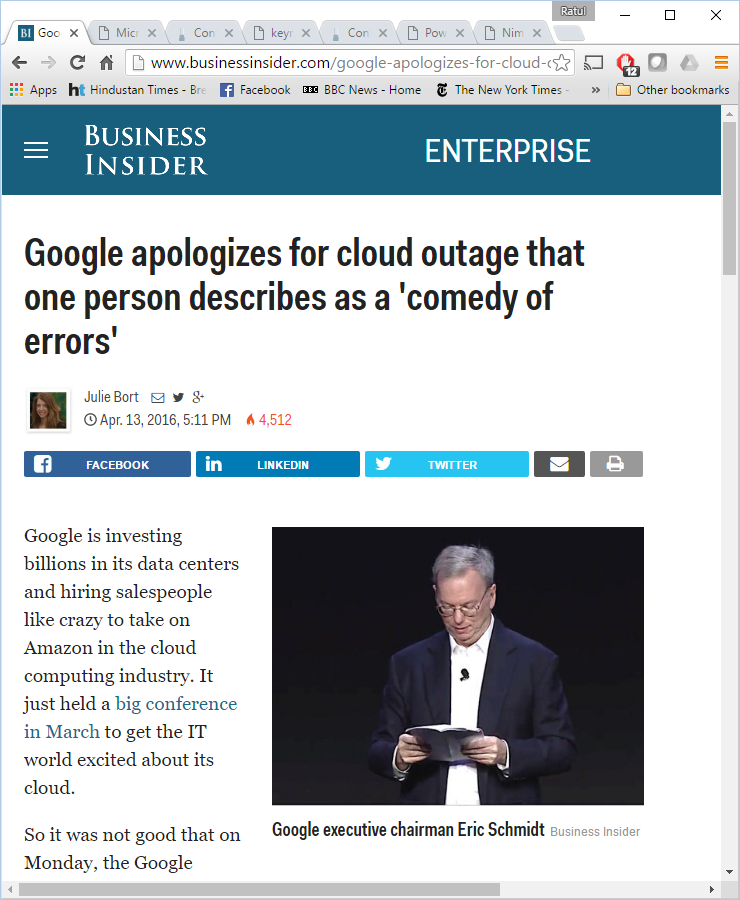 Ratul
BI Goo
Micr
Con
keyn
Con
Pow
Nim
www.businessinsider.com/google-apologizes-for-cloud-o
12
Apps
ht Hindustan Times - Bre
Facebook
BBC BBC News - Home
The New York Times -
»
Other bookmarks
BUSINESS
INSIDER
ENTERPRISE
Google apologizes for cloud outage that
one person describes as a 'comedy of
errors'
Julie Bort
Apr. 13, 2016, 5:11 PM 4,512
FACEBOOK
LINKEDIN
TWITTER
Google is investing
billions in its data centers
and hiring salespeople
like crazy to take on
Amazon in the cloud
computing industry. It
just held a big conference
in March to get the IT
world excited about its
cloud.
So it was not good that on
Monday, the Google
Google executive chairman Eric Schmidt Business Insider